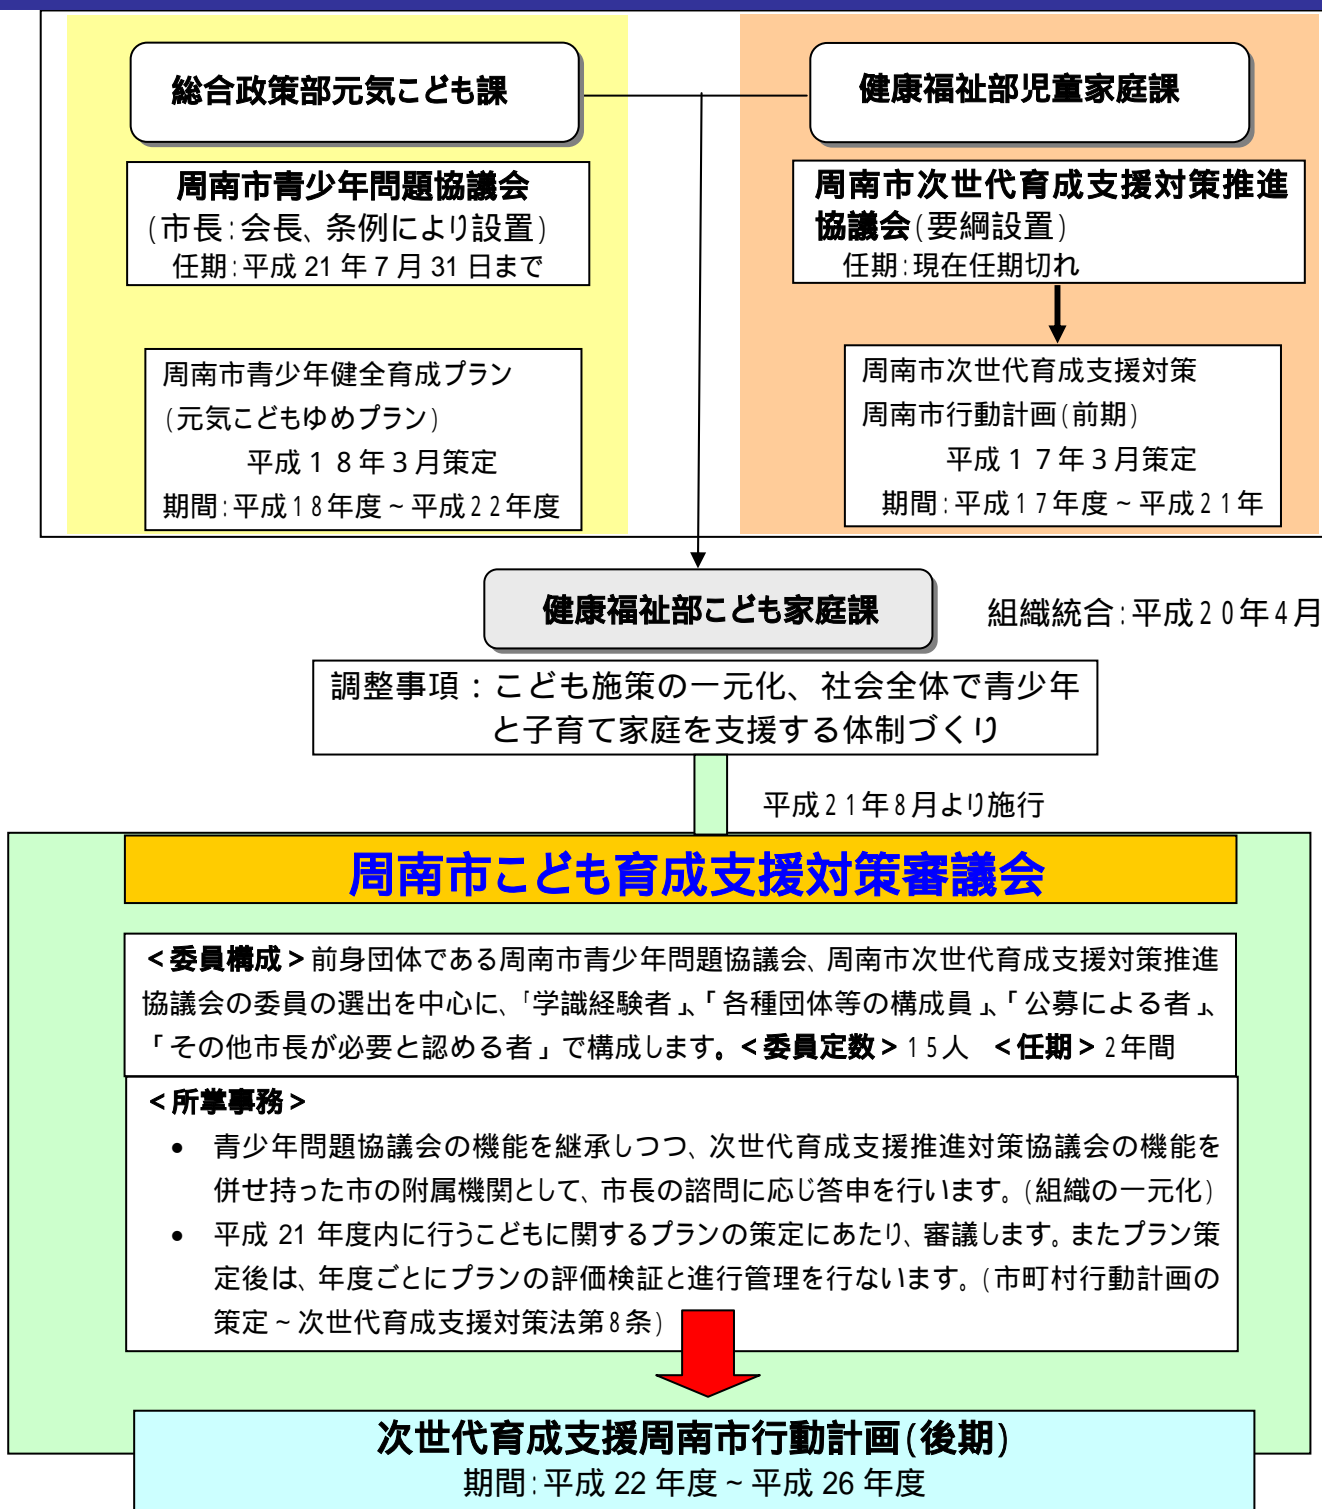 総合政策部元気こども課
周南市青少年問題協議会
(市長:会長、条例により設置)
任期:平成 21 年 7 月 31 日まで
周南市青少年健全育成プラン
(元気こどもゆめプラン)
平成18年3月策定
期間:平成18年度~平成22年度
健康福祉部児童家庭課
周南市次世代育成支援対策推進
協議会(要綱設置)
任期:現在任期切れ
周南市次世代育成支援対策
周南市行動計画(前期)
平成17年3月策定
期間:平成17年度~平成21年
健康福祉部こども家庭課
組織統合:平成20年4月
調整事項:こども施策の一元化、社会全体で青少年
と子育て家庭を支援する体制づくり
平成21年8月より施行
周南市こども育成支援対策審議会
<委員構成>前身団体である周南市青少年問題協議会、周南市次世代育成支援対策推進
協議会の委員の選出を中心に、「学識経験者」、「各種団体等の構成員」、「公募による者」、
「その他市長が必要と認める者」で構成します。<委員定数>15人 <任期>2年間
<所掌事務>
• 青少年問題協議会の機能を継承しつつ、次世代育成支援推進対策協議会の機能を
併せ持った市の附属機関として、市長の諮問に応じ答申を行います。(組織の一元化)
• 平成 21 年度内に行うこどもに関するプランの策定にあたり、審議します。またプラン策
定後は、年度ごとにプランの評価検証と進行管理を行ないます。(市町村行動計画の
策定~次世代育成支援対策法第8条)
次世代育成支援周南市行動計画(後期)
期間:平成 22 年度~平成 26 年度